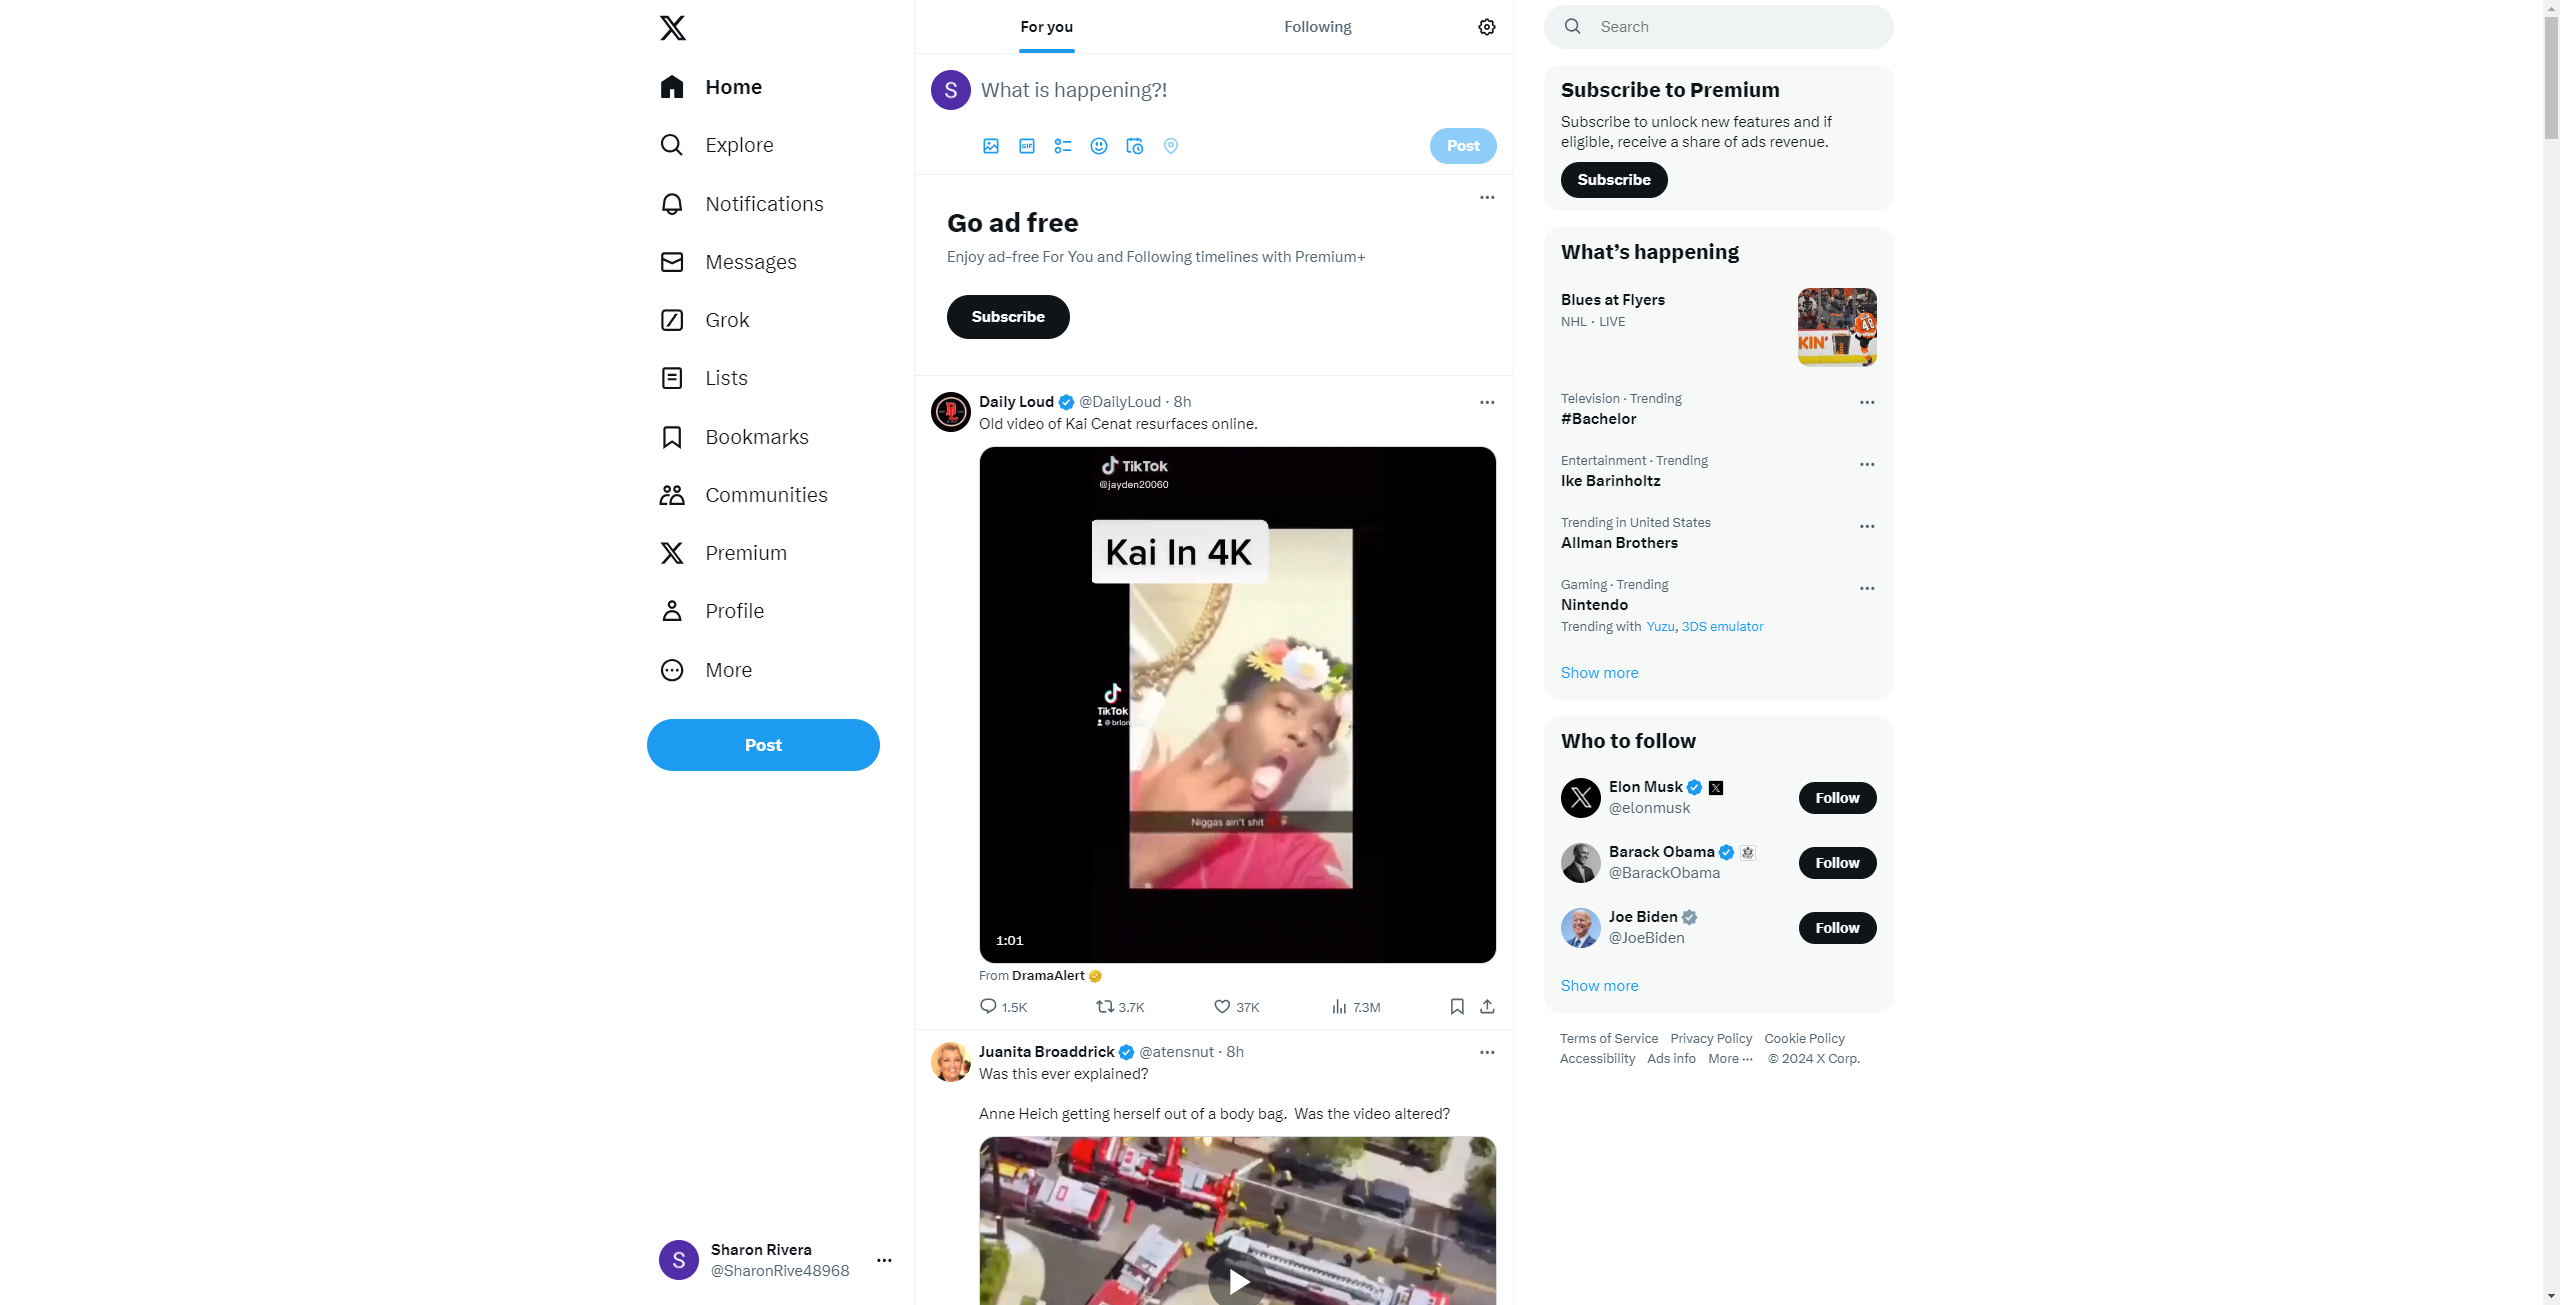 Home
Explore
Notifications
Messages
Grok
Lists
Bookmarks
Communities
Premium
Profile
More
Post
S
Sharon Rivera
@SharonRive48968
For you
Following
S
What is happening?!
GIF
Post
Go ad free
Enjoy ad-free For You and Following timelines with Premium+
Subscribe
Daily Loud @DailyLoud · 8h
Old video of Kai Cenat resurfaces online.
TikTok
@jayden20060
Kai In 4K
TikTok
Niggas ain't shit
1:01
From DramaAlert
1.5K 3.7K 37K 7.3M
Juanita Broaddrick @atensnut · 8h
Was this ever explained?
Anne Heich getting herself out of a body bag. Was the video altered?
Search
Subscribe to Premium
Subscribe to unlock new features and if
eligible, receive a share of ads revenue.
Subscribe
What's happening
Blues at Flyers
NHL · LIVE
KIN'
48
Television · Trending
#Bachelor
Entertainment · Trending
Ike Barinholtz
Trending in United States
Allman Brothers
Gaming · Trending
Nintendo
Trending with Yuzu, 3DS emulator
Show more
Who to follow
Elon Musk
@elonmusk
Follow
Barack Obama
@BarackObama
Follow
Joe Biden
@JoeBiden
Follow
Show more
Terms of Service Privacy Policy Cookie Policy
Accessibility Ads info More ··· © 2024 X Corp.